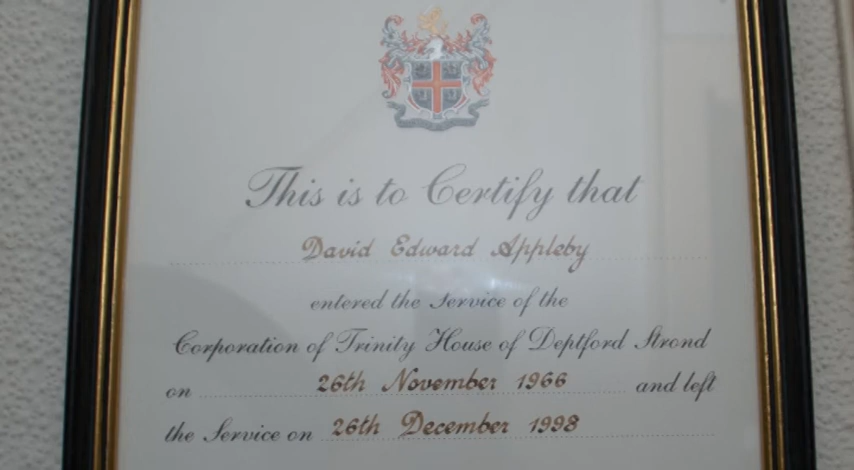 This is to Certify that
David Edward Appleby
entered the Service of the
Corporation of Trinity House of Deptford Strond
on 26th November 1966 and left
the Service on 26th December 1998